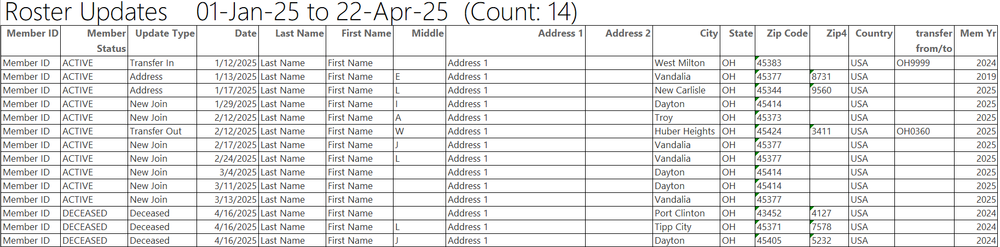 Roster Updates 01-Jan-25 to 22-Apr-25 (Count: 14)
Member ID Member Status Update Type Date Last Name First Name Middle Address 1 Address 2 City State Zip Code Zip4 Country transfer from/to Mem Yr
Member ID ACTIVE Transfer In 1/12/2025 Last Name First Name Address 1 West Milton OH 45383 USA OH9999 2024
Member ID ACTIVE Address 1/13/2025 Last Name First Name E Address 1 Vandalia OH 45377 8731 USA 2019
Member ID ACTIVE Address 1/17/2025 Last Name First Name L Address 1 New Carlisle OH 45344 9560 USA 2025
Member ID ACTIVE New Join 1/29/2025 Last Name First Name I Address 1 Dayton OH 45414 USA 2025
Member ID ACTIVE New Join 2/12/2025 Last Name First Name A Address 1 Troy OH 45373 USA 2025
Member ID ACTIVE Transfer Out 2/12/2025 Last Name First Name W Address 1 Huber Heights OH 45424 3411 USA OH0360 2025
Member ID ACTIVE New Join 2/17/2025 Last Name First Name J Address 1 Vandalia OH 45377 USA 2025
Member ID ACTIVE New Join 2/24/2025 Last Name First Name L Address 1 Vandalia OH 45377 USA 2025
Member ID ACTIVE New Join 3/4/2025 Last Name First Name Address 1 Dayton OH 45414 USA 2025
Member ID ACTIVE New Join 3/11/2025 Last Name First Name Address 1 Dayton OH 45414 USA 2025
Member ID ACTIVE New Join 3/13/2025 Last Name First Name Address 1 Vandalia OH 45377 USA 2025
Member ID DECEASED Deceased 4/16/2025 Last Name First Name Address 1 Port Clinton OH 43452 4127 USA 2024
Member ID DECEASED Deceased 4/16/2025 Last Name First Name L Address 1 Tipp City OH 45371 7578 USA 2024
Member ID DECEASED Deceased 4/16/2025 Last Name First Name J Address 1 Dayton OH 45405 5232 USA 2024